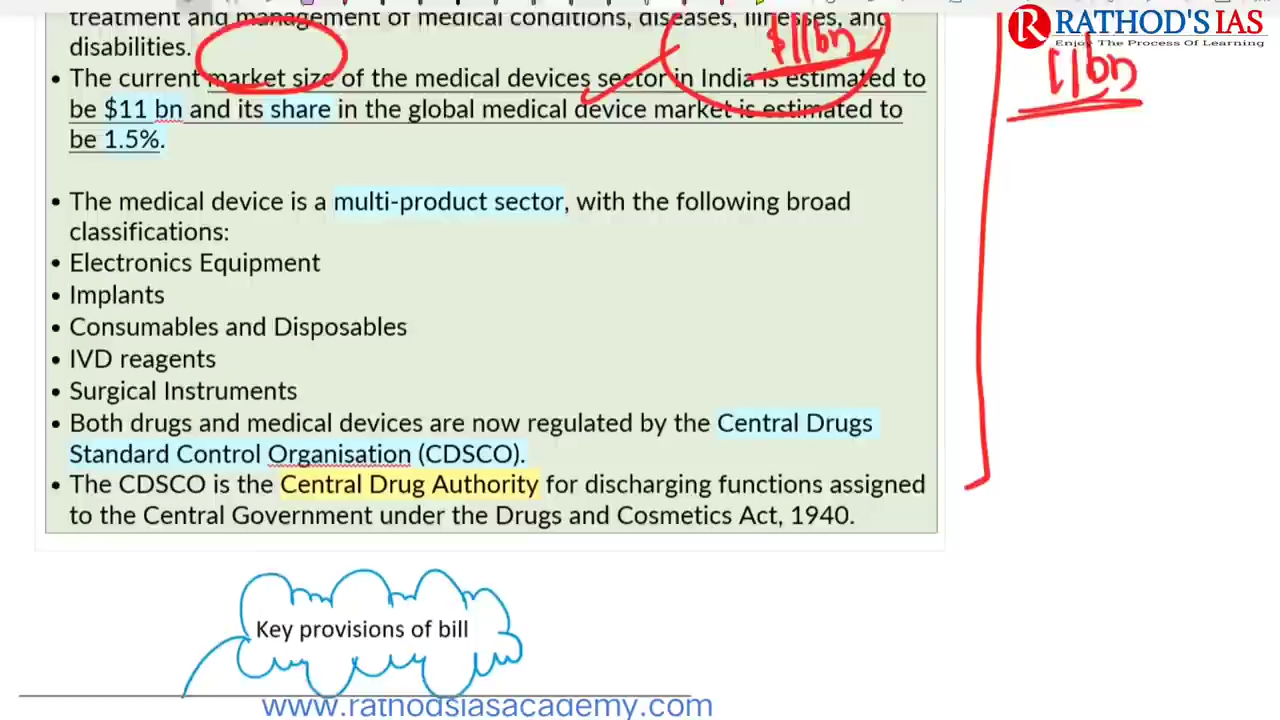 treatment and management of medical conditions, diseases, illnesses, and
disabilities.
$11bn
• The current market size of the medical devices sector in India is estimated to
be $11 bn and its share in the global medical device market is estimated to
be 1.5%.
• The medical device is a multi-product sector, with the following broad
classifications:
• Electronics Equipment
• Implants
• Consumables and Disposables
• IVD reagents
• Surgical Instruments
• Both drugs and medical devices are now regulated by the Central Drugs
Standard Control Organisation (CDSCO).
• The CDSCO is the Central Drug Authority for discharging functions assigned
to the Central Government under the Drugs and Cosmetics Act, 1940.
Key provisions of bill
www.rathodsiasacademy.com
R RATHOD'S IAS
Enjoy The Process Of Learning
11bn